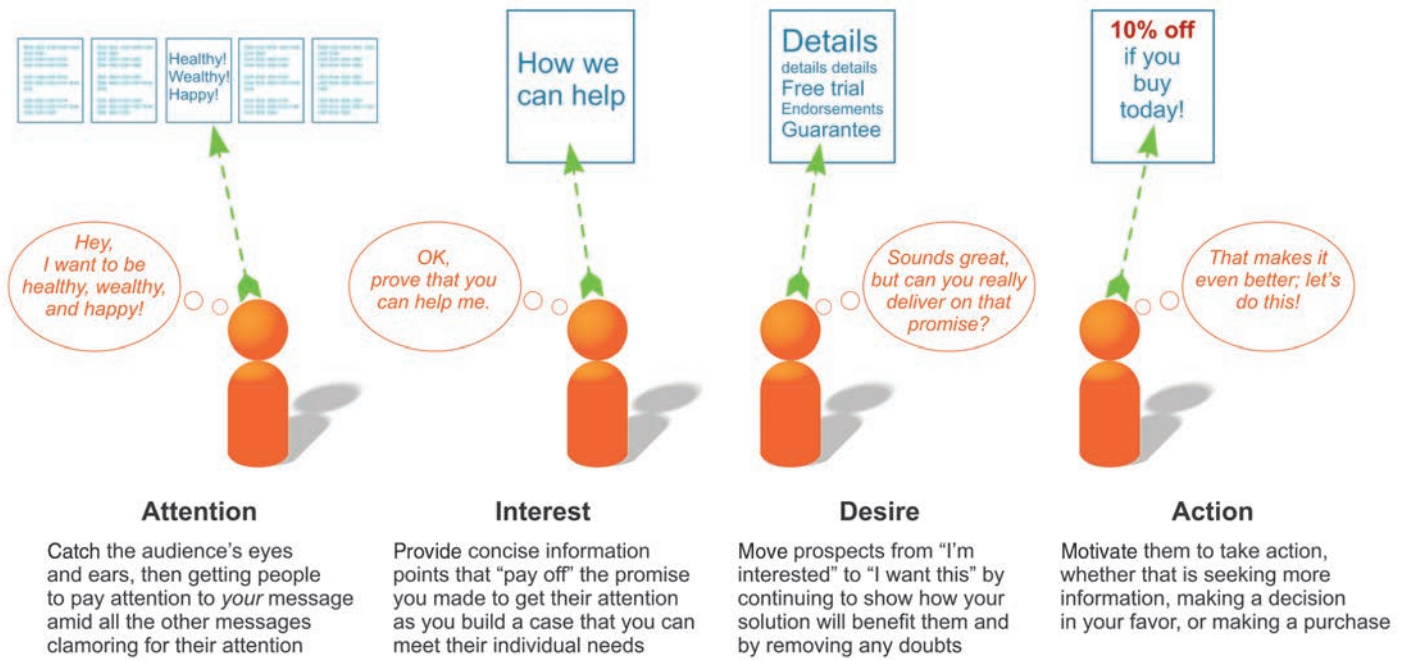 Healthy!
Wealthy!
Happy!
How we
can help
Details
details details
Free trial
Endorsements
Guarantee
10% off
if you
buy
today!
Hey,
I want to be
healthy, wealthy,
and happy!
OK,
prove that you
can help me.
Sounds great,
but can you really
deliver on that
promise?
That makes it
even better; let's
do this!
Attention
Catch the audience's eyes
and ears, then getting people
to pay attention to your message
amid all the other messages
clamoring for their attention
Interest
Provide concise information
points that "pay off" the promise
you made to get their attention
as you build a case that you can
meet their individual needs
Desire
Move prospects from "I'm
interested" to "I want this" by
continuing to show how your
solution will benefit them and
by removing any doubts
Action
Motivate them to take action,
whether that is seeking more
information, making a decision
in your favor, or making a purchase